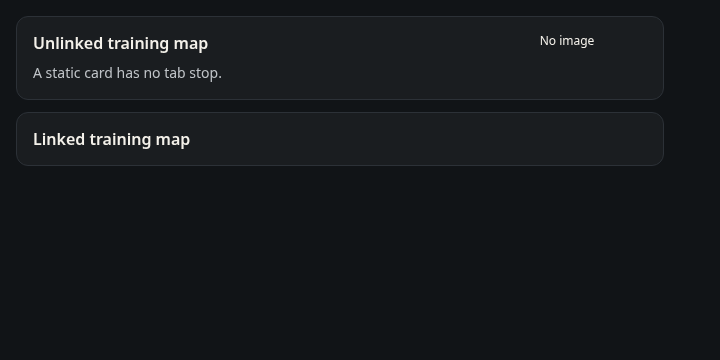 Unlinked training map
No image
A static card has no tab stop.
Linked training map